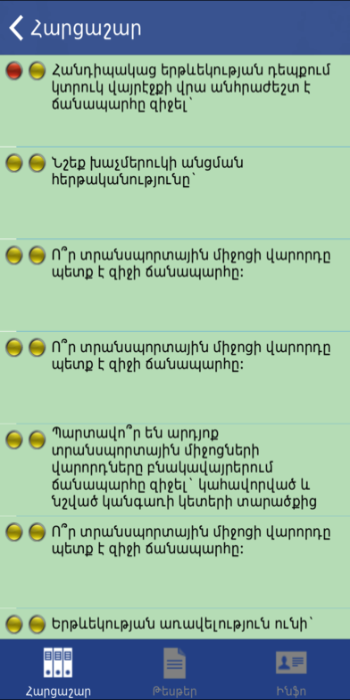 Հարցաշար
Հանդիպակաց երթևեկության դեպքում
կտրուկ վայրէջքի վրա անհրաժեշտ է
ճանապարհը զիջել`
Նշեք խաչմերուկի անցման
հերթականությունը`
Ո՞ր տրանսպորտային միջոցի վարորդը
պետք է զիջի ճանապարհը:
Ո՞ր տրանսպորտային միջոցի վարորդը
պետք է զիջի ճանապարհը:
Պարտավո՞ր են արդյոք
տրանսպորտային միջոցների
վարորդները բնակավայրերում
ճանապարհը զիջել` կահավորված և
նշված կանգառի կետերի տարածքից
Ո՞ր տրանսպորտային միջոցի վարորդը
պետք է զիջի ճանապարհը:
Երթևեկության առավելություն ունի`
Հարցաշար
Թեսթեր
Ինֆո